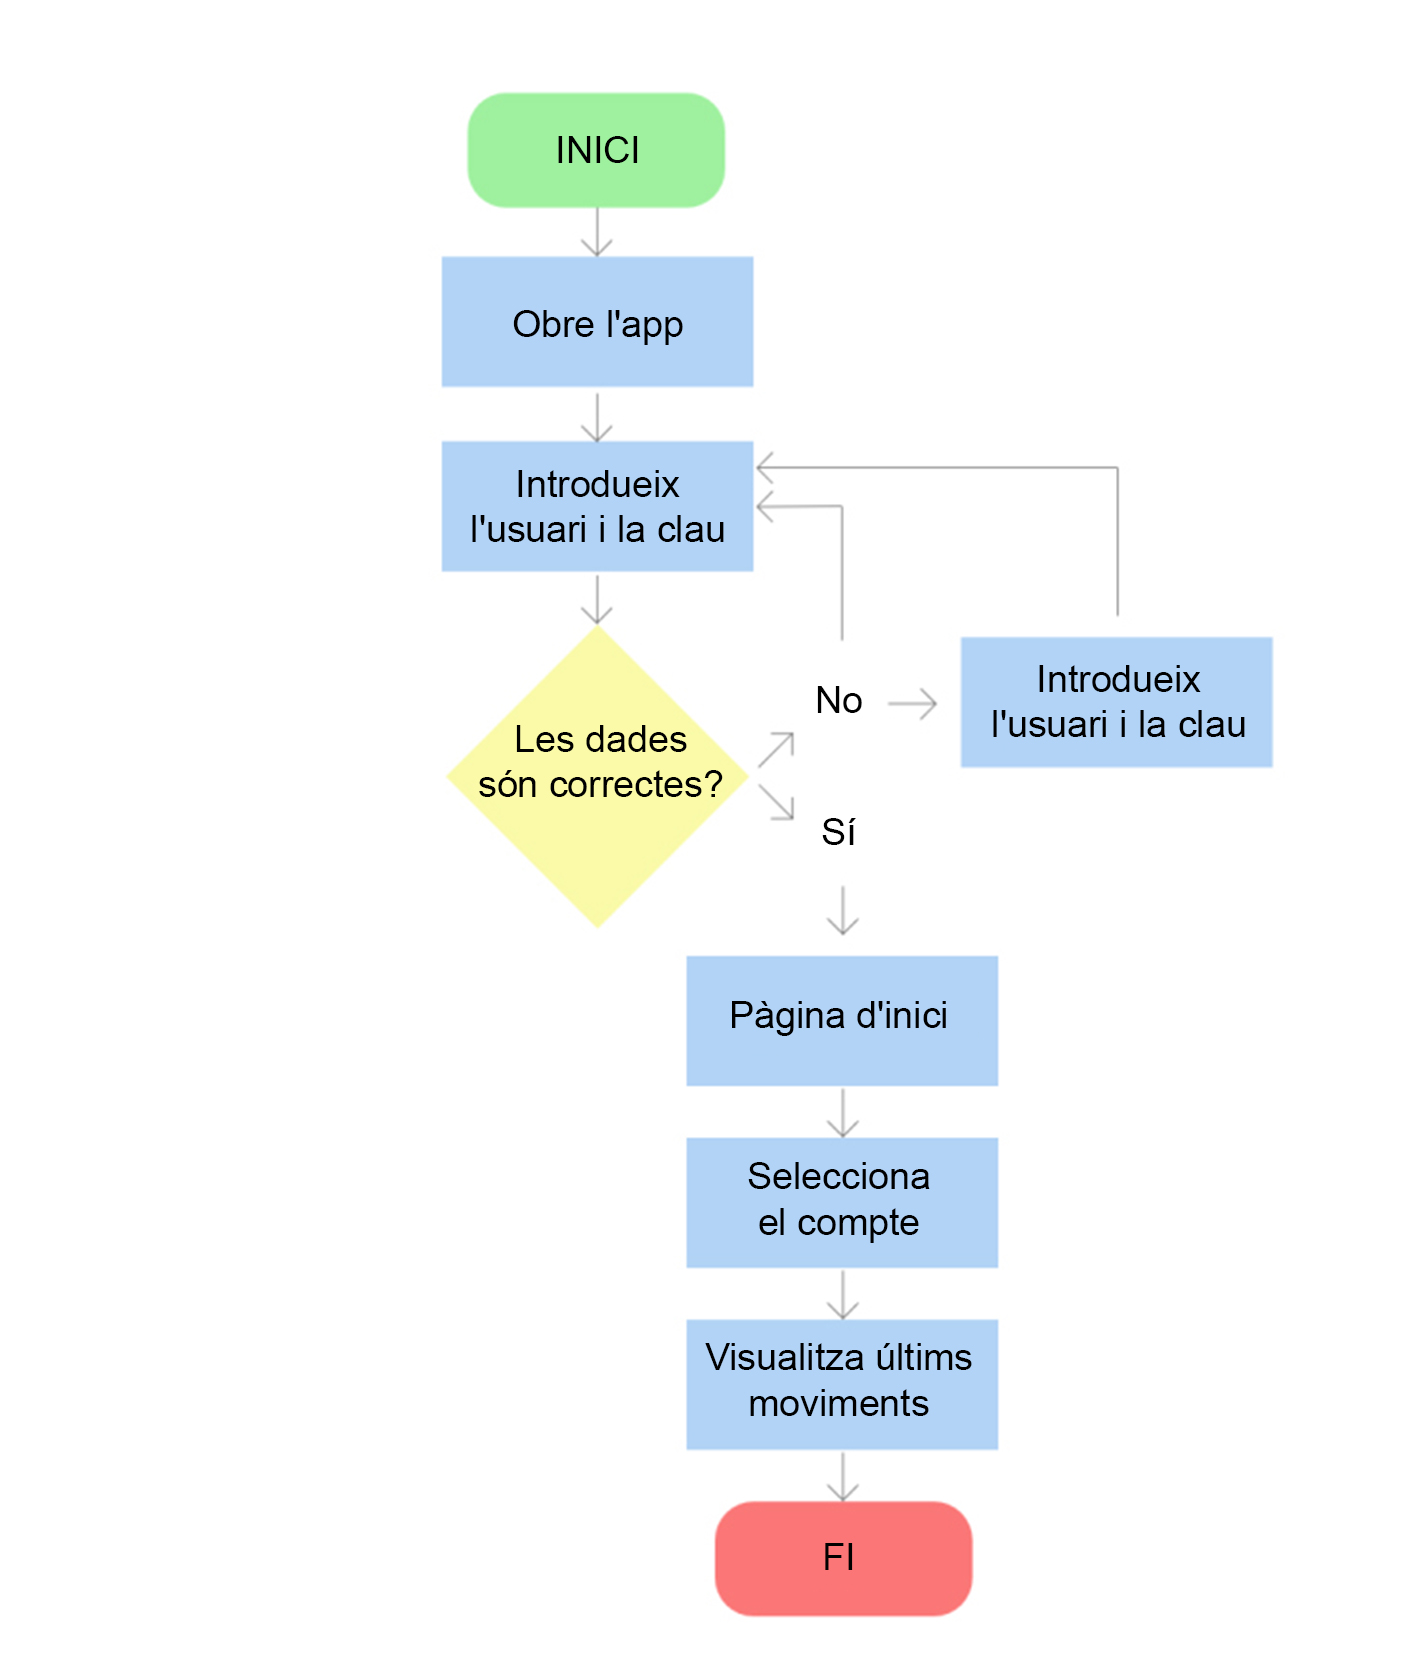 INICI
Obre l'app
Introdueix
l'usuari i la clau
Les dades
són correctes?
No
Introdueix
l'usuari i la clau
Sí
Pàgina d'inici
Selecciona
el compte
Visualitza últims
moviments
FI